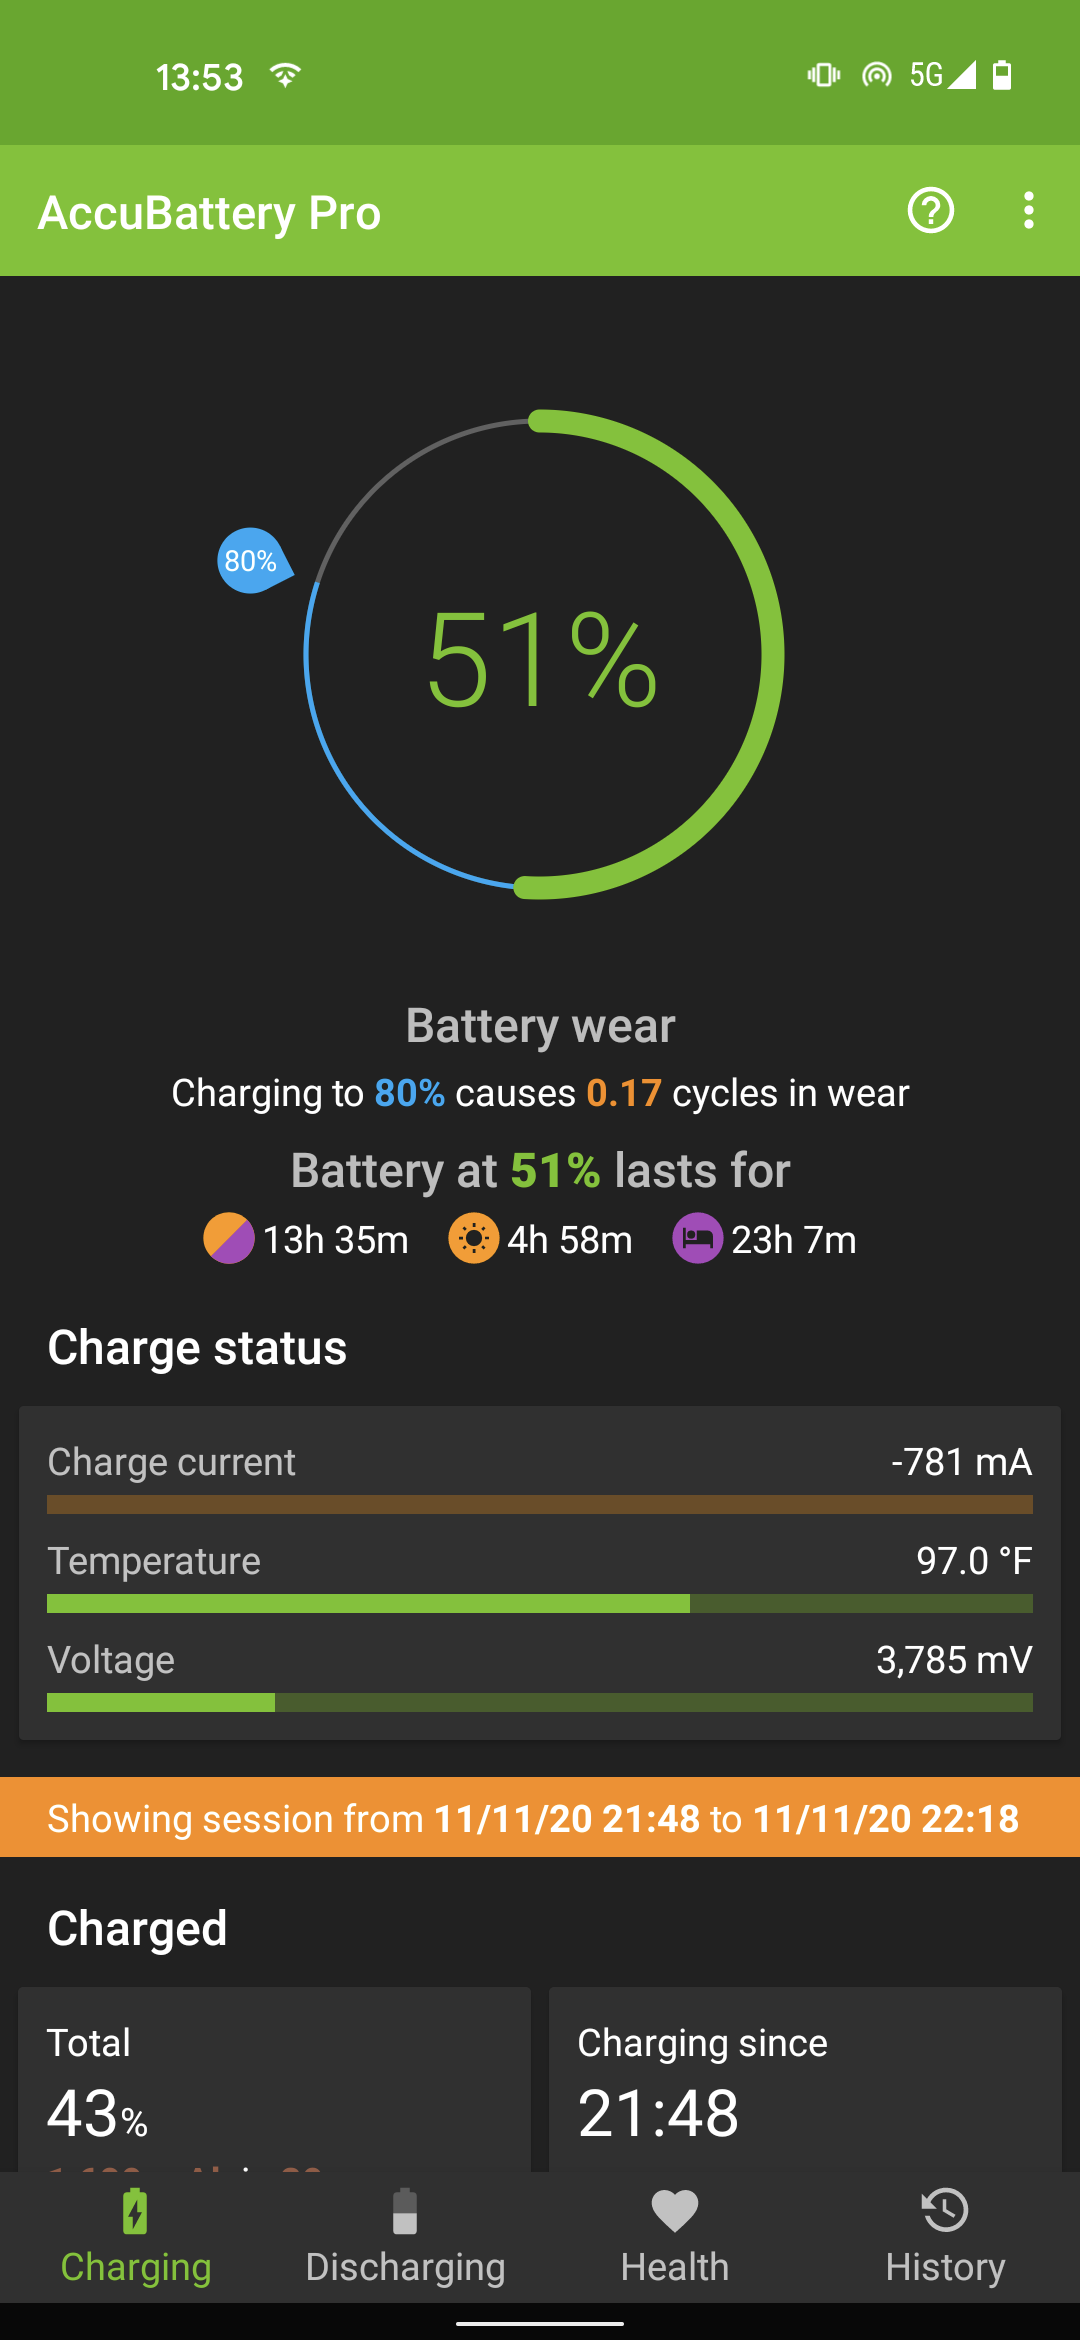 13:53 5G
AccuBattery Pro
80%
51%
Battery wear
Charging to 80% causes 0.17 cycles in wear
Battery at 51% lasts for
13h 35m 4h 58m 23h 7m
Charge status
Charge current -781 mA
Temperature 97.0 °F
Voltage 3,785 mV
Showing session from 11/11/20 21:48 to 11/11/20 22:18
Charged
Total
43%
Charging since
21:48
Charging Discharging Health History